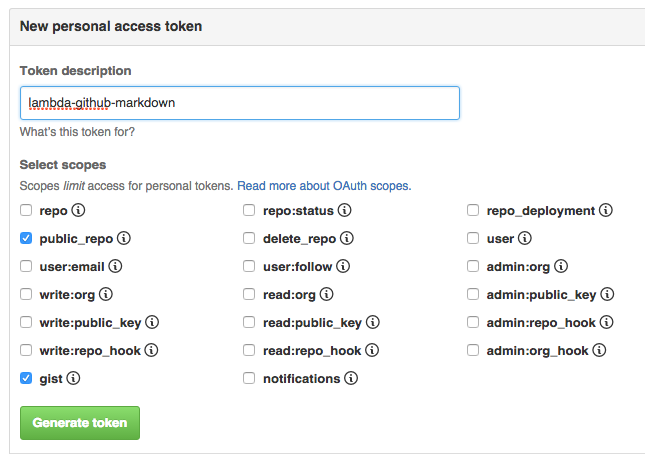 New personal access token
Token description
lambda-github-markdown
What's this token for?
Select scopes
Scopes limit access for personal tokens. Read more about OAuth scopes.
repo repo:status repo_deployment
public_repo delete_repo user
user:email user:follow admin:org
write:org read:org admin:public_key
write:public_key read:public_key admin:repo_hook
write:repo_hook read:repo_hook admin:org_hook
gist notifications
Generate token